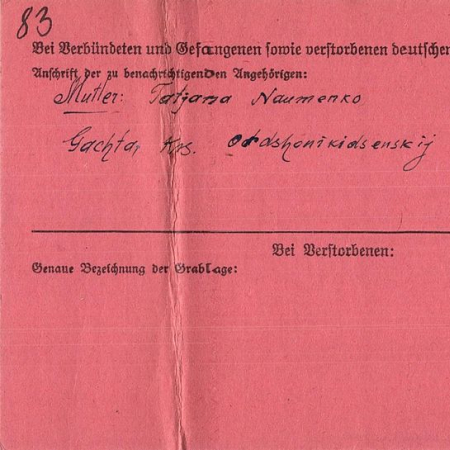 83
Bei Verbündeten und Gefangenen sowie verstorbenen deutschen
Anschrift der zu benachrichtigenden Angehörigen:
Mutter: Tatjana Naumenko
Gachta, Krs. Ordshonikidsenskij
Bei Verstorbenen:
Genaue Bezeichnung der Grablage: